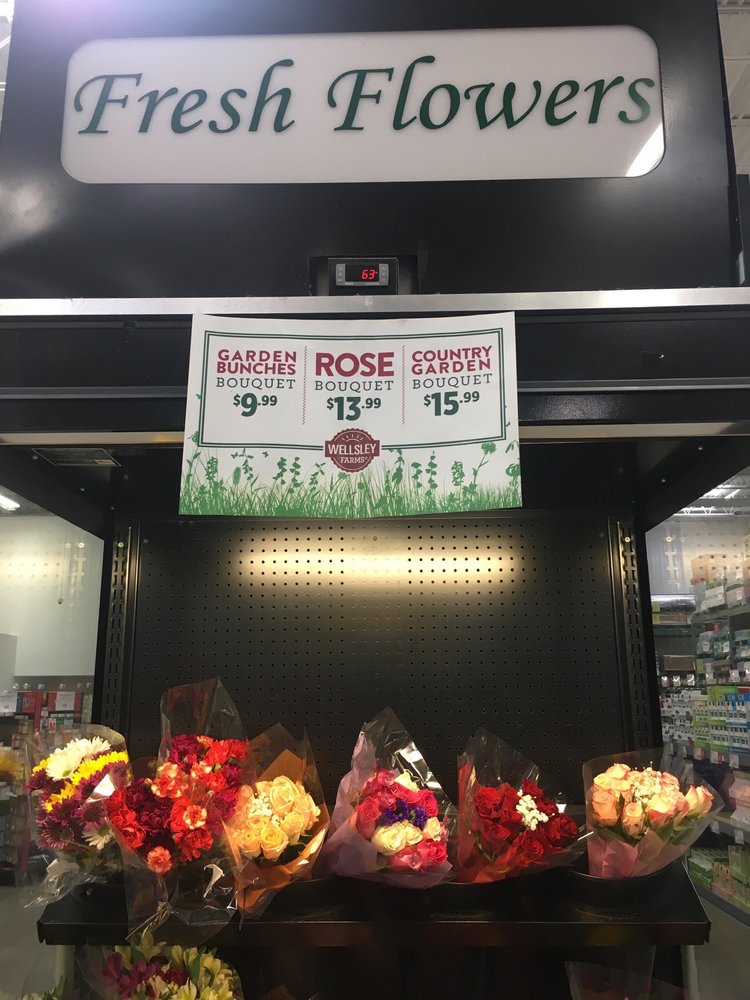 Fresh Flowers
63
GARDEN
BUNCHES
BOUQUET
$9.99
ROSE
BOUQUET
$13.99
COUNTRY
GARDEN
BOUQUET
$15.99
WELLSLEY
FARMS